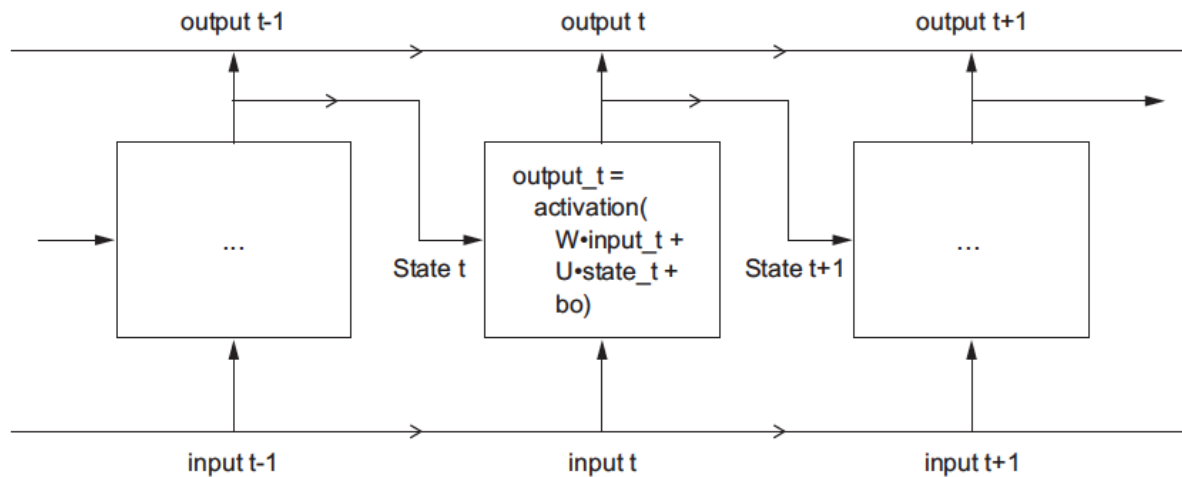 output t-1
output t
output t+1
...
output_t =
activation(
W•input_t +
U•state_t +
bo)
...
State t
State t+1
input t-1
input t
input t+1